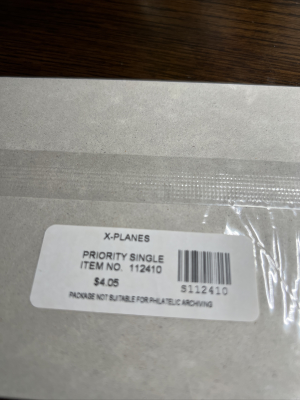 X-PLANES
PRIORITY SINGLE
ITEM NO. 112410
$4.05
S112410
PACKAGE NOT SUITABLE FOR PHILATELIC ARCHIVING